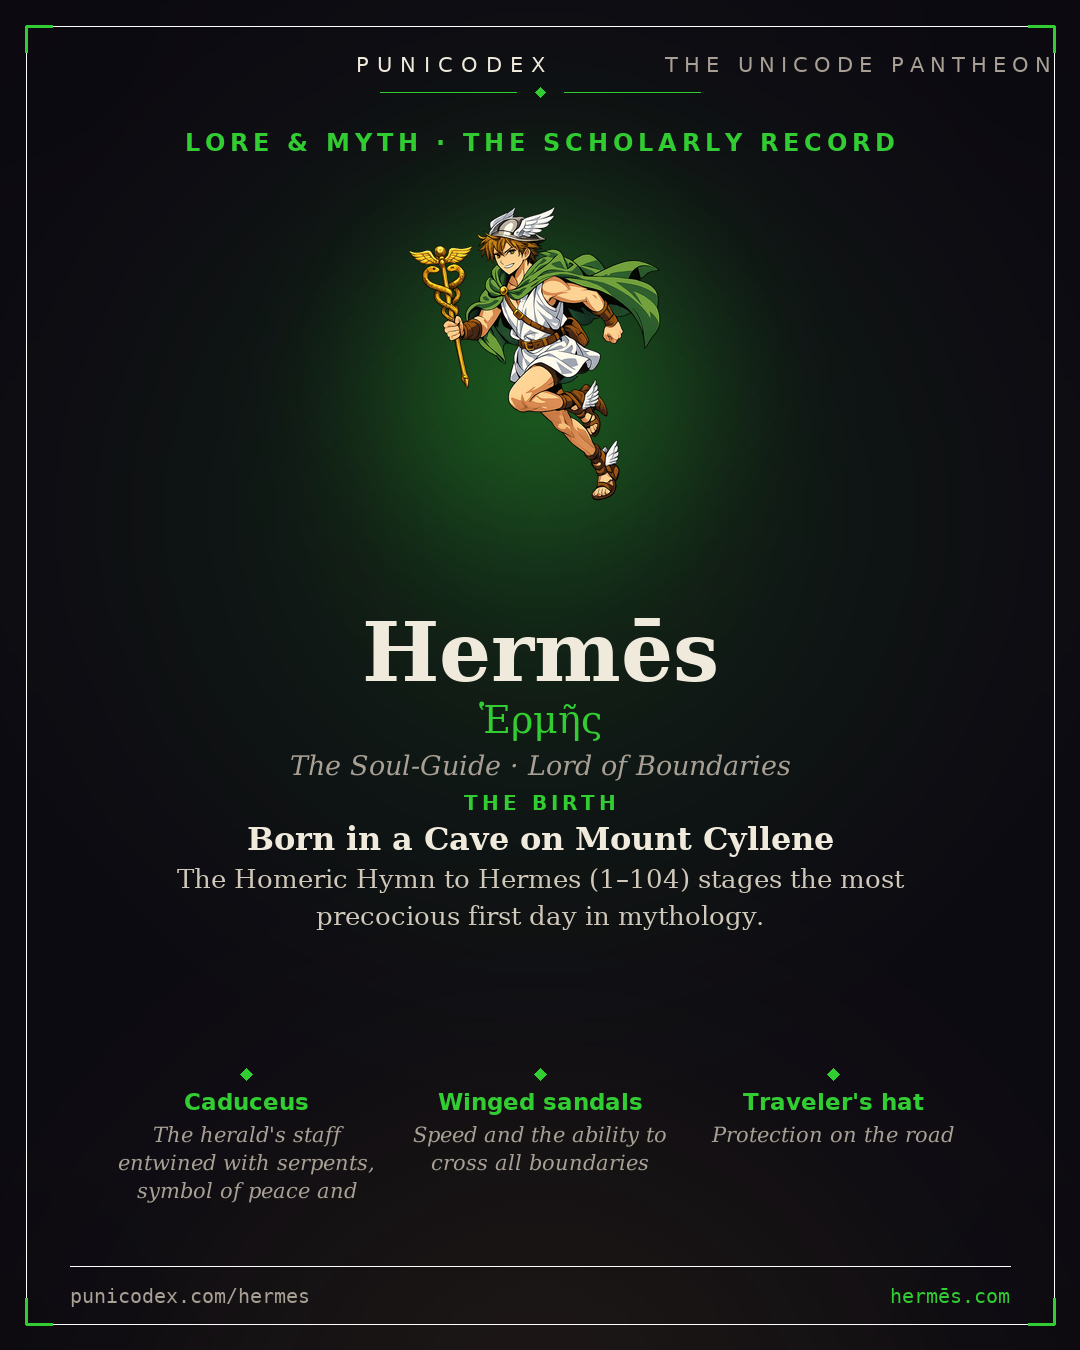 PUNICODEX THE UNICODE PANTHEON
LORE & MYTH · THE SCHOLARLY RECORD
Hermēs
Ἑρμῆς
The Soul-Guide · Lord of Boundaries
THE BIRTH
Born in a Cave on Mount Cyllene
The Homeric Hymn to Hermes (1–104) stages the most
precocious first day in mythology.
Caduceus
The herald's staff
entwined with serpents,
symbol of peace and
Winged sandals
Speed and the ability to
cross all boundaries
Traveler's hat
Protection on the road
punicodex.com/hermes
hermēs.com